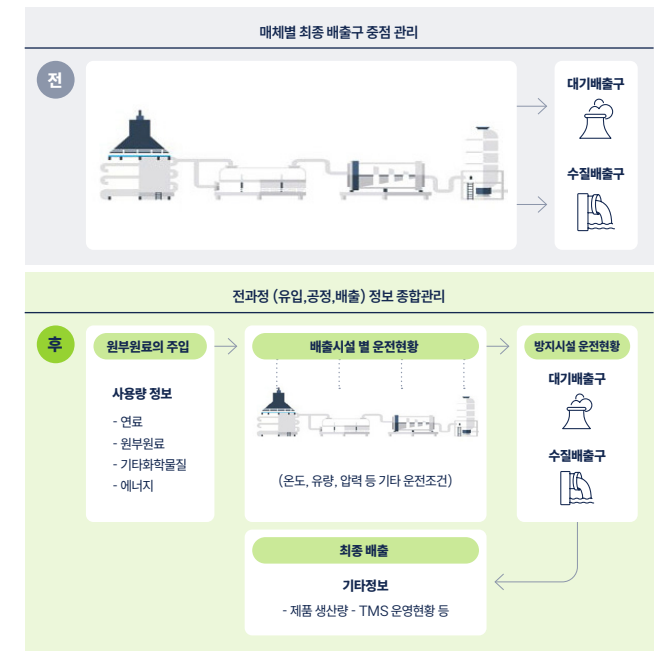 매체별 최종 배출구 중점 관리
전
대기배출구
수질배출구
전과정 (유입,공정,배출) 정보 종합관리
후
원부원료의 주입
사용량 정보
- 연료
- 원부원료
- 기타화학물질
- 에너지
배출시설 별 운전현황
(온도, 유량, 압력 등 기타 운전조건)
방지시설 운전현황
대기배출구
수질배출구
최종 배출
기타정보
- 제품 생산량 - TMS 운영현황 등